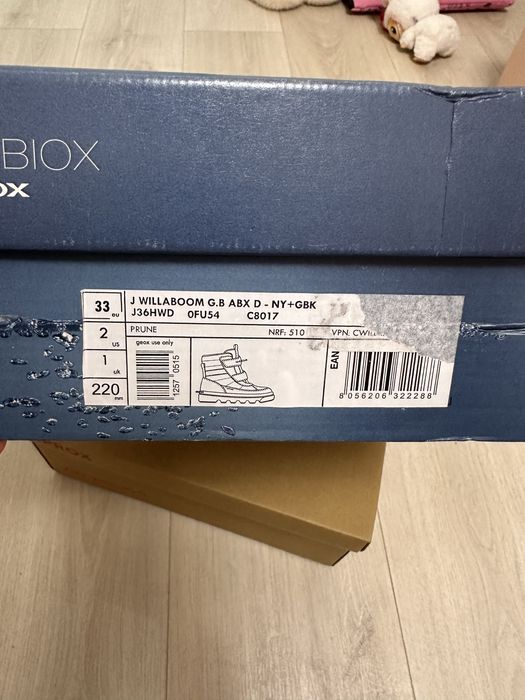 BIOX
OX
33 eu
J WILLABOOM G.B ABX D - NY+GBK
J36HWD 0FU54 C8017
2 us
PRUNE NRF: 510 VPN.
geox use only
1 uk
1257 0515
EAN
220 mm
8 056206 322288